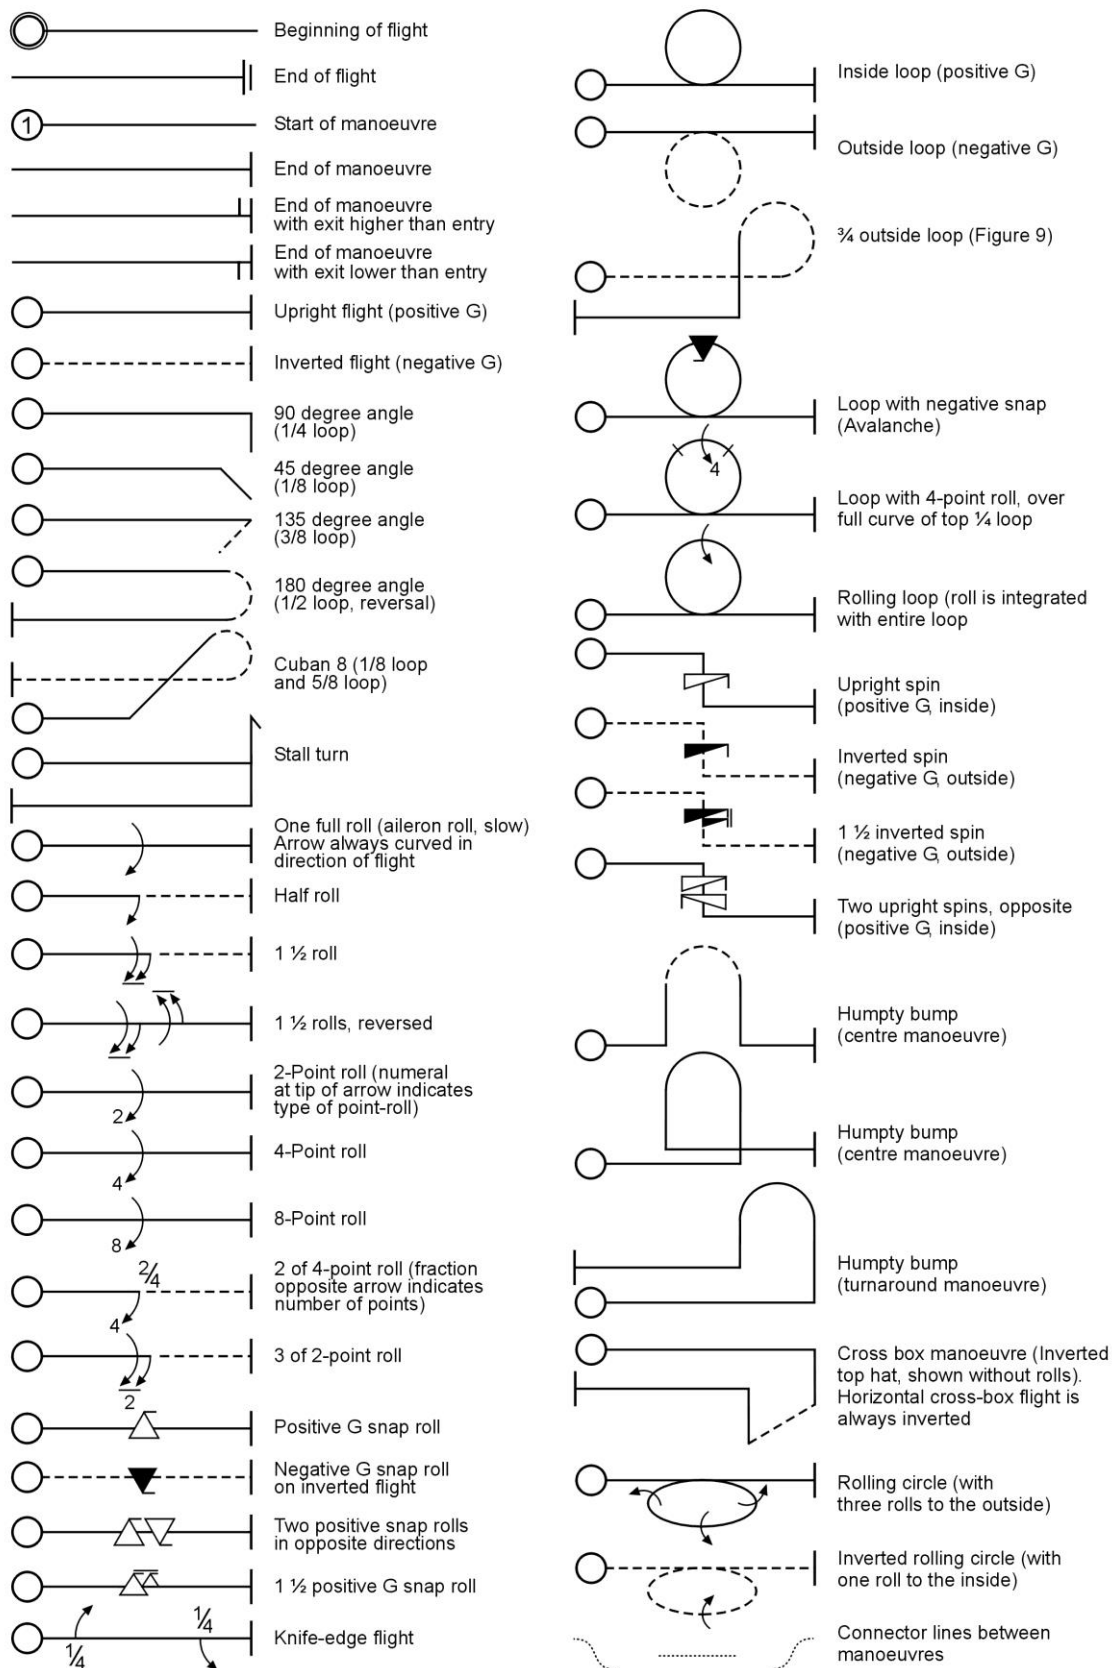 Beginning of flight
End of flight
1
Start of manoeuvre
End of manoeuvre
End of manoeuvre
with exit higher than entry
End of manoeuvre
with exit lower than entry
Upright flight (positive G)
Inverted flight (negative G)
90 degree angle
(1/4 loop)
45 degree angle
(1/8 loop)
135 degree angle
(3/8 loop)
180 degree angle
(1/2 loop, reversal)
Cuban 8 (1/8 loop
and 5/8 loop)
Stall turn
One full roll (aileron roll, slow)
Arrow always curved in
direction of flight
Half roll
1 ½ roll
1 ½ rolls, reversed
2-Point roll (numeral
at tip of arrow indicates
type of point-roll)
2
4-Point roll
4
8-Point roll
8
2/4
2 of 4-point roll (fraction
opposite arrow indicates
number of points)
4
3 of 2-point roll
2
Positive G snap roll
Negative G snap roll
on inverted flight
Two positive snap rolls
in opposite directions
1 ½ positive G snap roll
¼
¼
Knife-edge flight
Inside loop (positive G)
Outside loop (negative G)
¾ outside loop (Figure 9)
Loop with negative snap
(Avalanche)
4
Loop with 4-point roll, over
full curve of top ¼ loop
Rolling loop (roll is integrated
with entire loop
Upright spin
(positive G, inside)
Inverted spin
(negative G, outside)
1 ½ inverted spin
(negative G, outside)
Two upright spins, opposite
(positive G, inside)
Humpty bump
(centre manoeuvre)
Humpty bump
(centre manoeuvre)
Humpty bump
(turnaround manoeuvre)
Cross box manoeuvre (Inverted
top hat, shown without rolls).
Horizontal cross-box flight is
always inverted
Rolling circle (with
three rolls to the outside)
Inverted rolling circle (with
one roll to the inside)
Connector lines between
manoeuvres